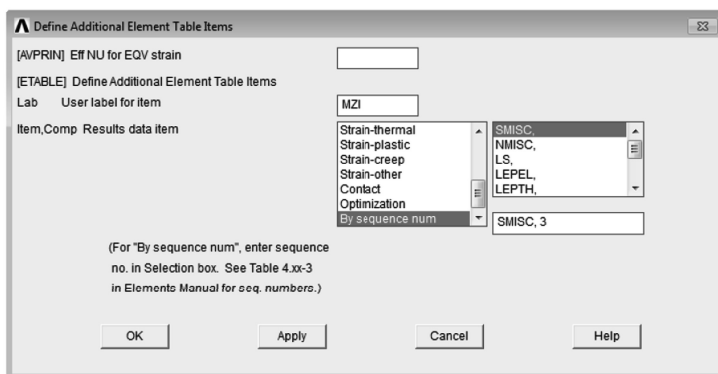 Define Additional Element Table Items
[AVPRIN] Eff NU for EQV strain
[ETABLE] Define Additional Element Table Items
Lab User label for item
MZI
Item,Comp Results data item
Strain-thermal
Strain-plastic
Strain-creep
Strain-other
Contact
Optimization
By sequence num
SMISC,
NMISC,
LS,
LEPEL,
LEPTH,
SMISC, 3
(For "By sequence num", enter sequence
no. in Selection box. See Table 4.xx-3
in Elements Manual for seq. numbers.)
OK
Apply
Cancel
Help